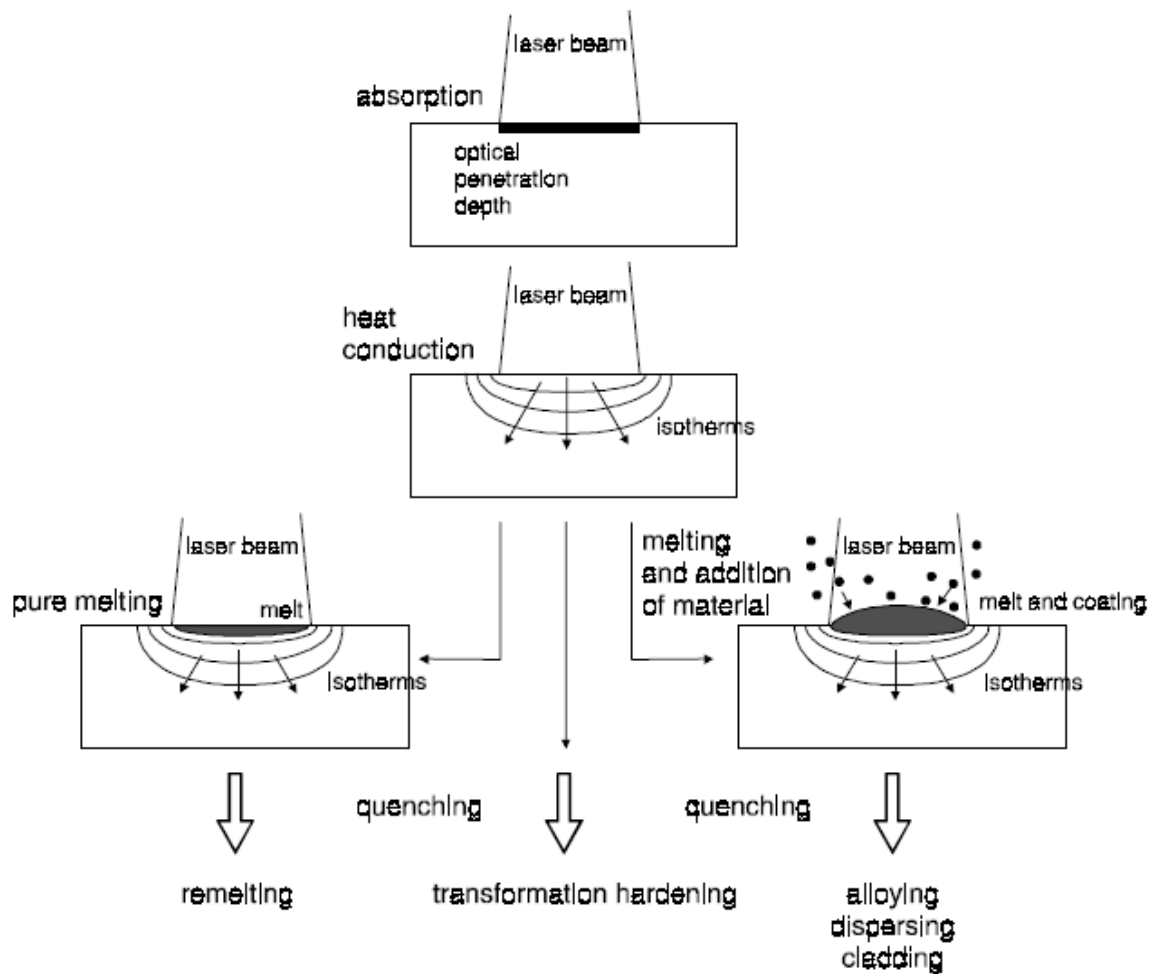 laser beam
absorption
optical
penetration
depth
laser beam
heat
conduction
isotherms
laser beam
melt
pure melting
Isotherms
melting
and addition
of material
laser beam
melt and coating
Isotherms
quenching
quenching
remelting
transformation hardening
alloying
dispersing
cladding